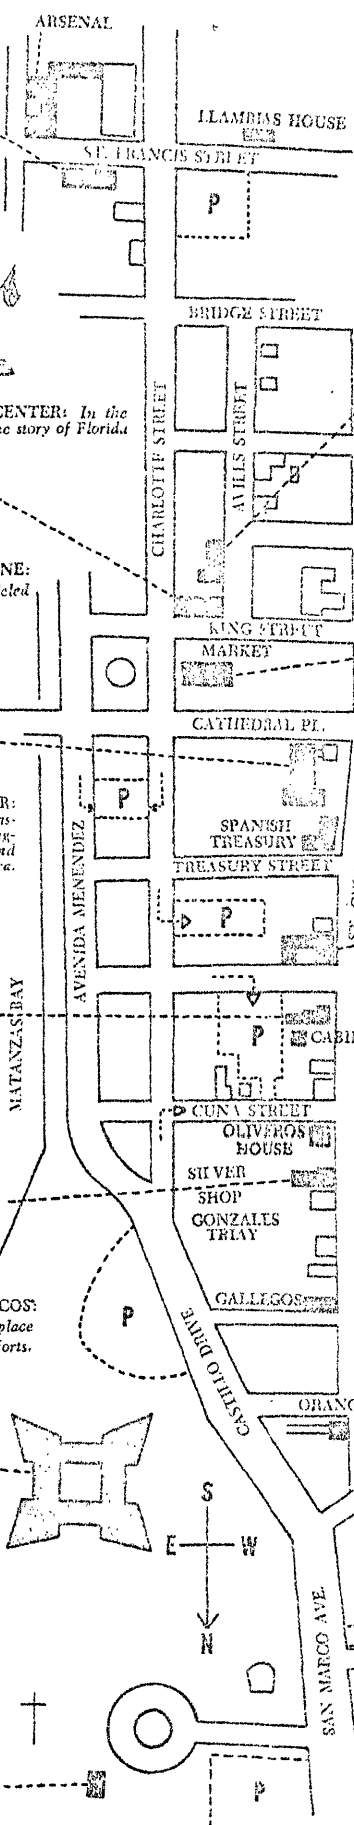 ARSENAL
LLAMBIAS HOUSE
ST. FRANCIS STREET
P
BRIDGE STREET
CENTER: In the
story of Florida
CHARLOTTE STREET
AVILES STREET
NE:
KING STREET
MARKET
CATHEDRAL PL.
P
R:
SPANISH
TREASURY
TREASURY STREET
AVENIDA MENENDEZ
P
MATANZAS BAY
P
CABIN
CUNA STREET
OLIVEROS
HOUSE
SILVER
SHOP
GONZALES
TRIAY
COS:
place
forts.
P
GALLEGOS
CASTILLO DRIVE
ORANG
S
E W
N
SAN MARCO AVE.
P